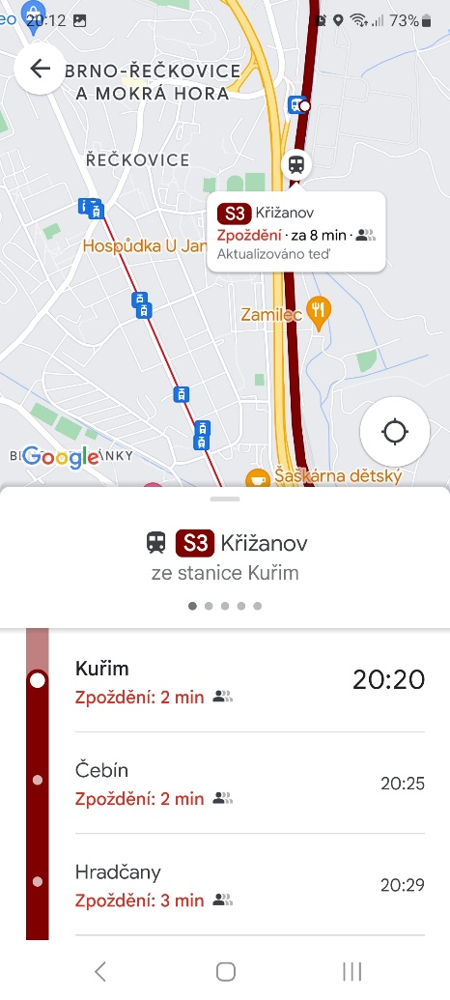 20:12
73%
BRNO-ŘEČKOVICE
A MOKRÁ HORA
ŘEČKOVICE
S3 Křižanov
Zpoždění · za 8 min ·
Aktualizováno teď
Hospůdka U Jan
Zamilec
Google
Šaškárna dětský
S3 Křižanov
ze stanice Kuřim
Kuřim
20:20
Zpoždění: 2 min
Čebín
20:25
Zpoždění: 2 min
Hradčany
20:29
Zpoždění: 3 min